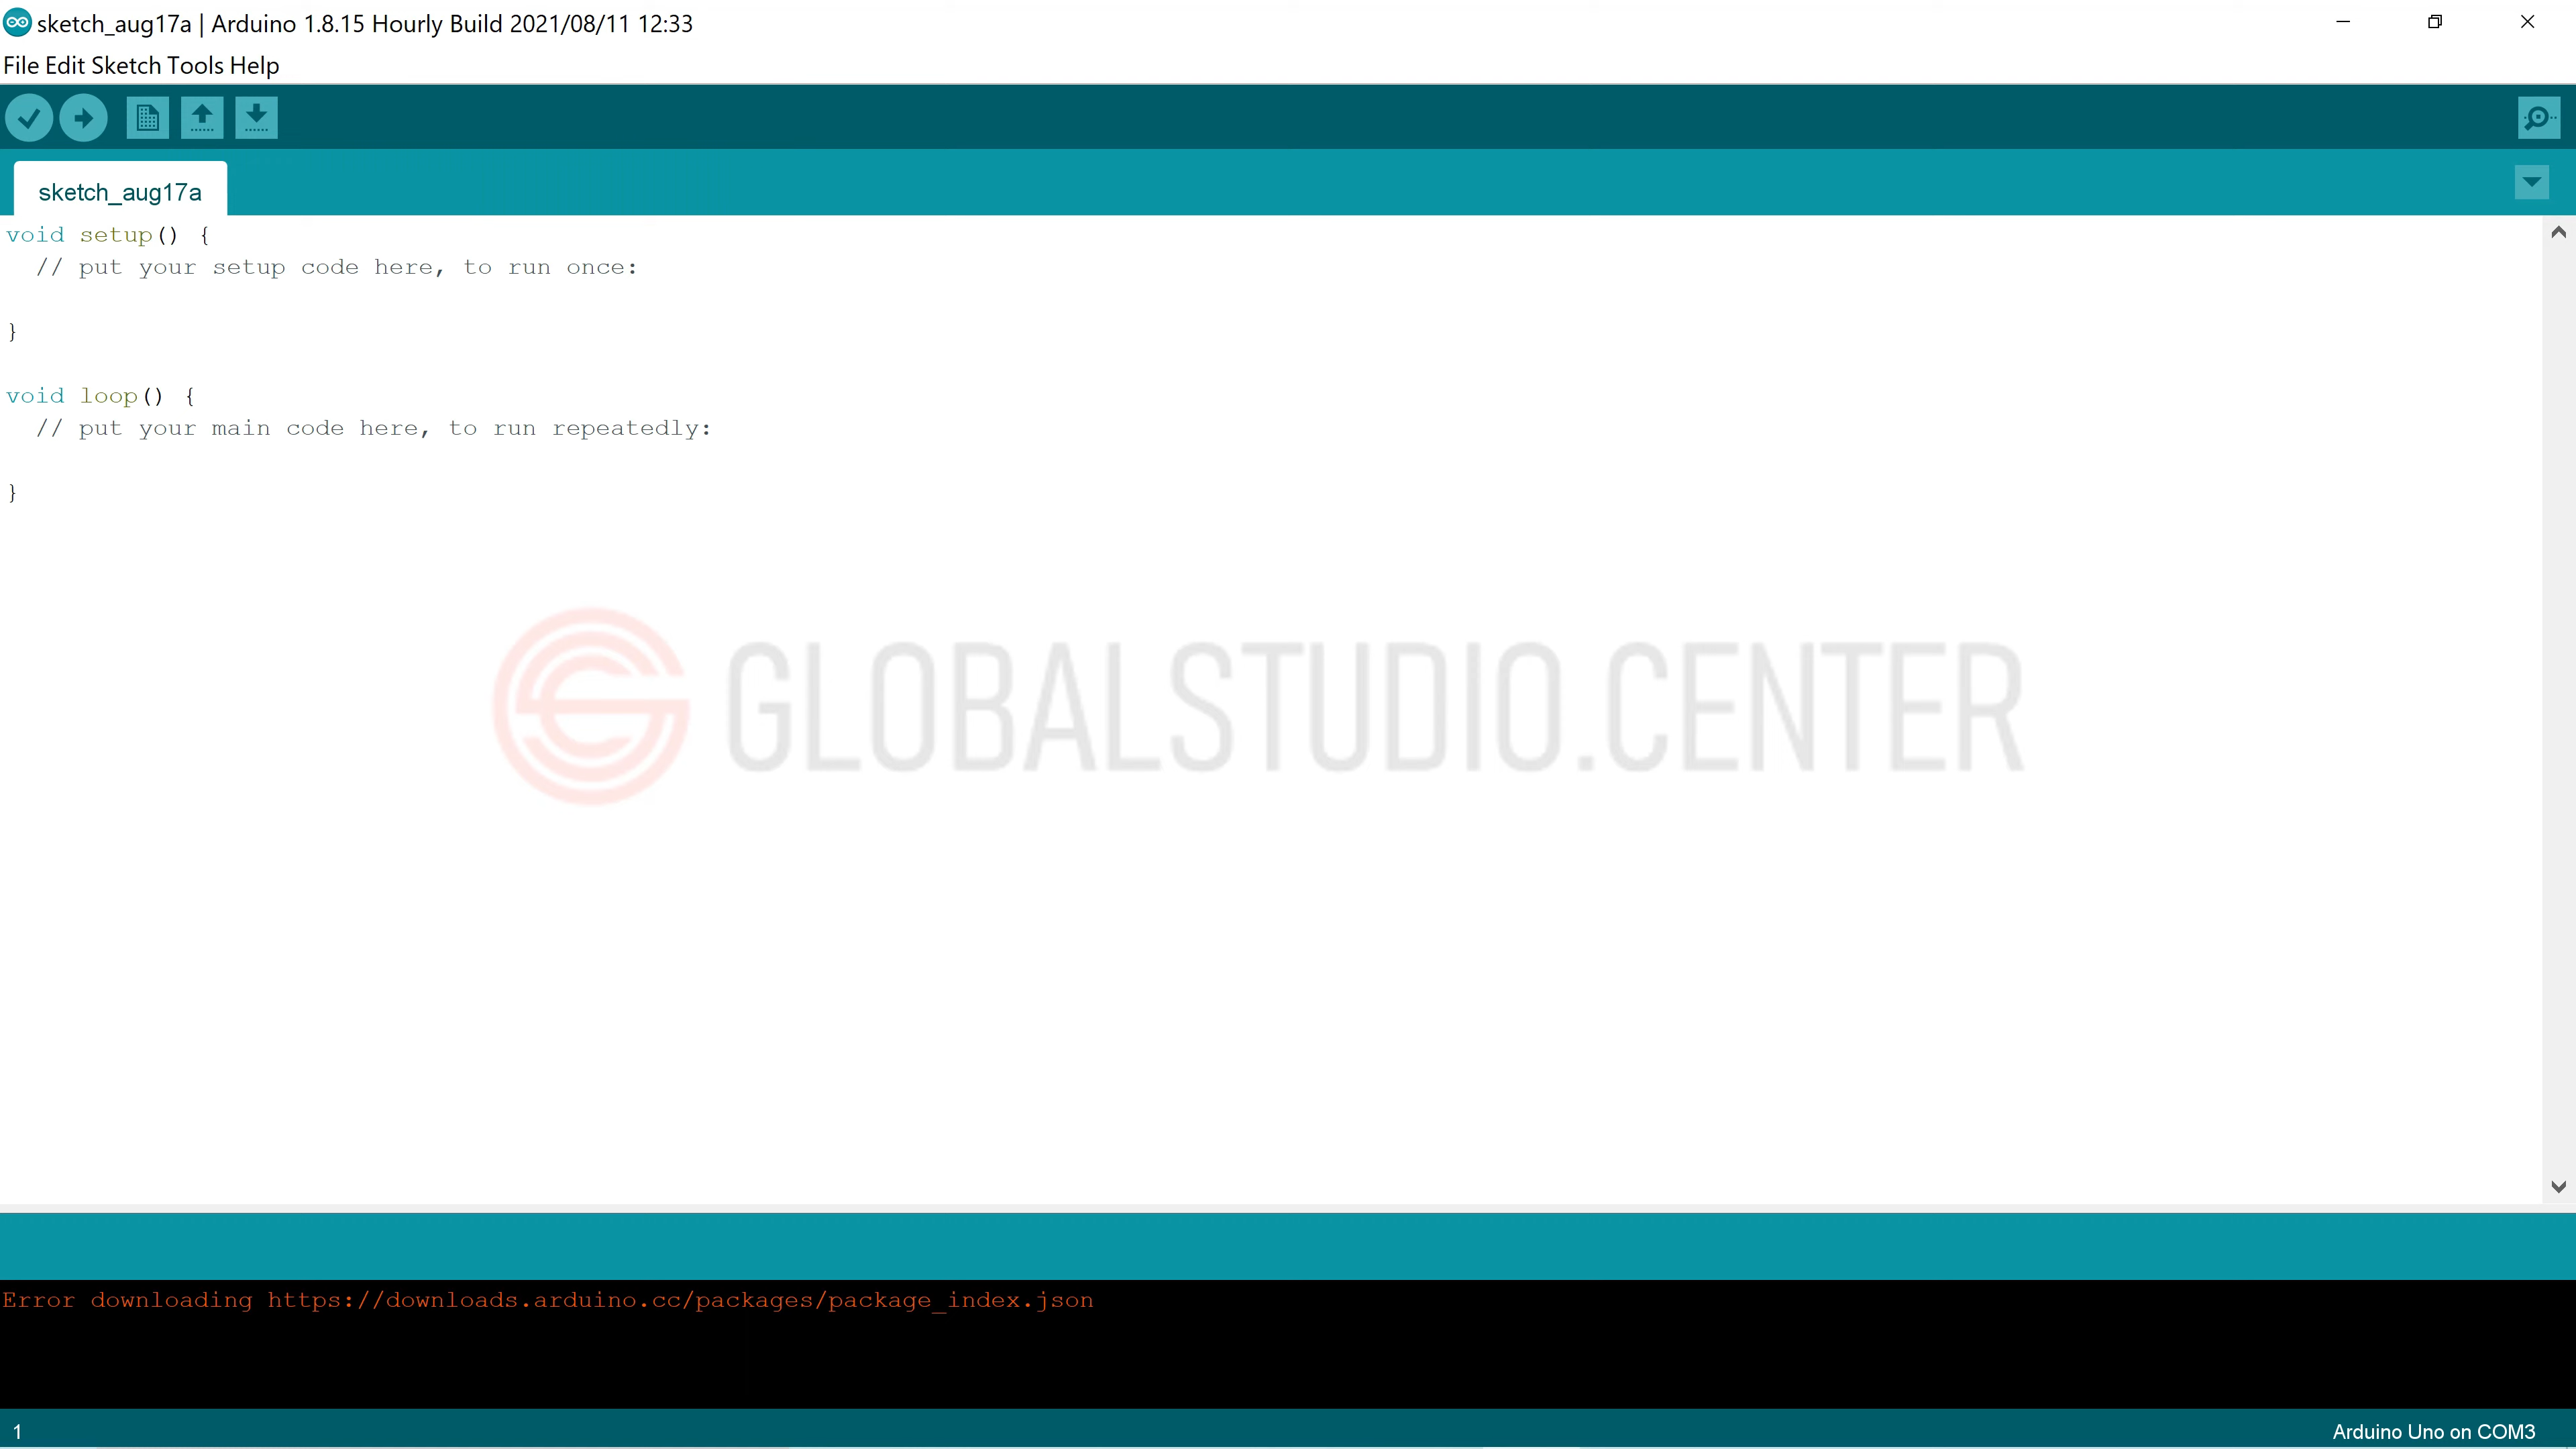 sketch_aug17a | Arduino 1.8.15 Hourly Build 2021/08/11 12:33
File Edit Sketch Tools Help
sketch_aug17a
void setup() {
  // put your setup code here, to run once:
}
void loop() {
  // put your main code here, to run repeatedly:
}
GLOBALSTUDIO.CENTER
Error downloading https://downloads.arduino.cc/packages/package_index.json
1
Arduino Uno on COM3